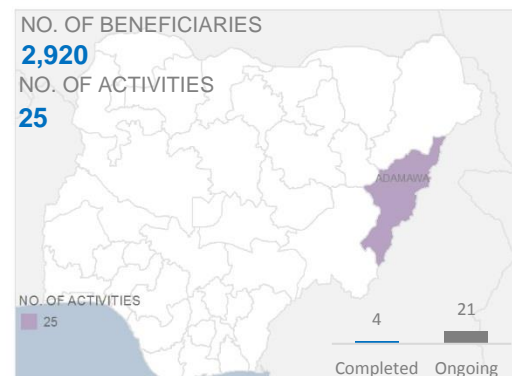 NO. OF BENEFICIARIES
2,920
NO. OF ACTIVITIES
25
ADAMAWA
NO. OF ACTIVITIES
25
4
21
Completed
Ongoing